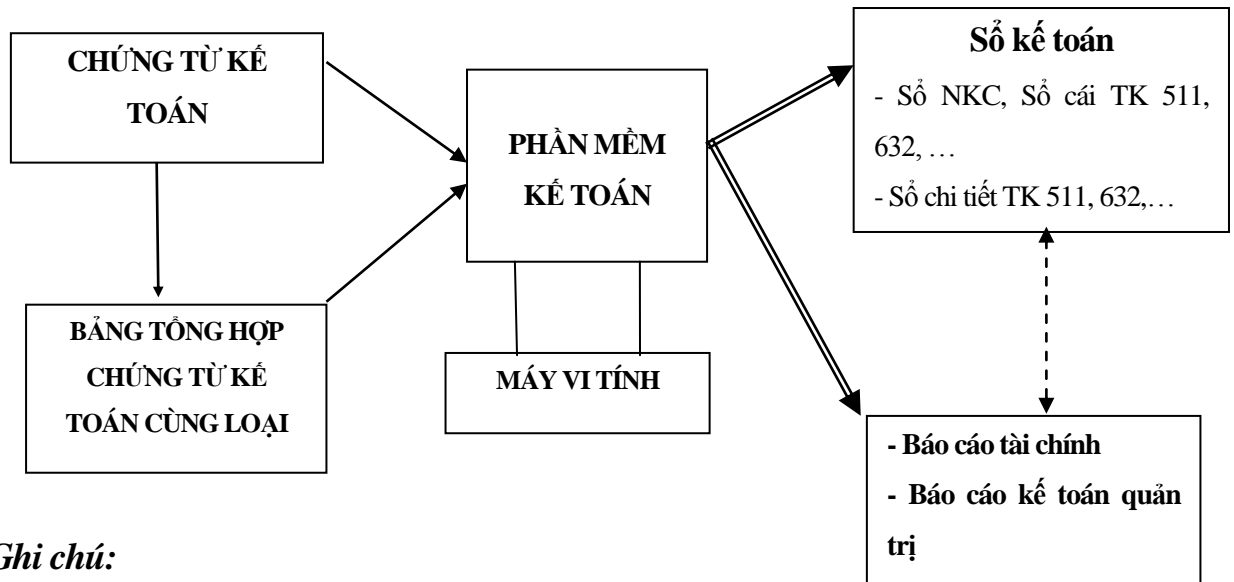 CHỨNG TỪ KẾ
TOÁN
BẢNG TỔNG HỢP
CHỨNG TỪ KẾ
TOÁN CÙNG LOẠI
PHẦN MỀM
KẾ TOÁN
MÁY VI TÍNH
Sổ kế toán
- Sổ NKC, Sổ cái TK 511,
632, …
- Sổ chi tiết TK 511, 632,…
- Báo cáo tài chính
- Báo cáo kế toán quản
trị
Ghi chú: